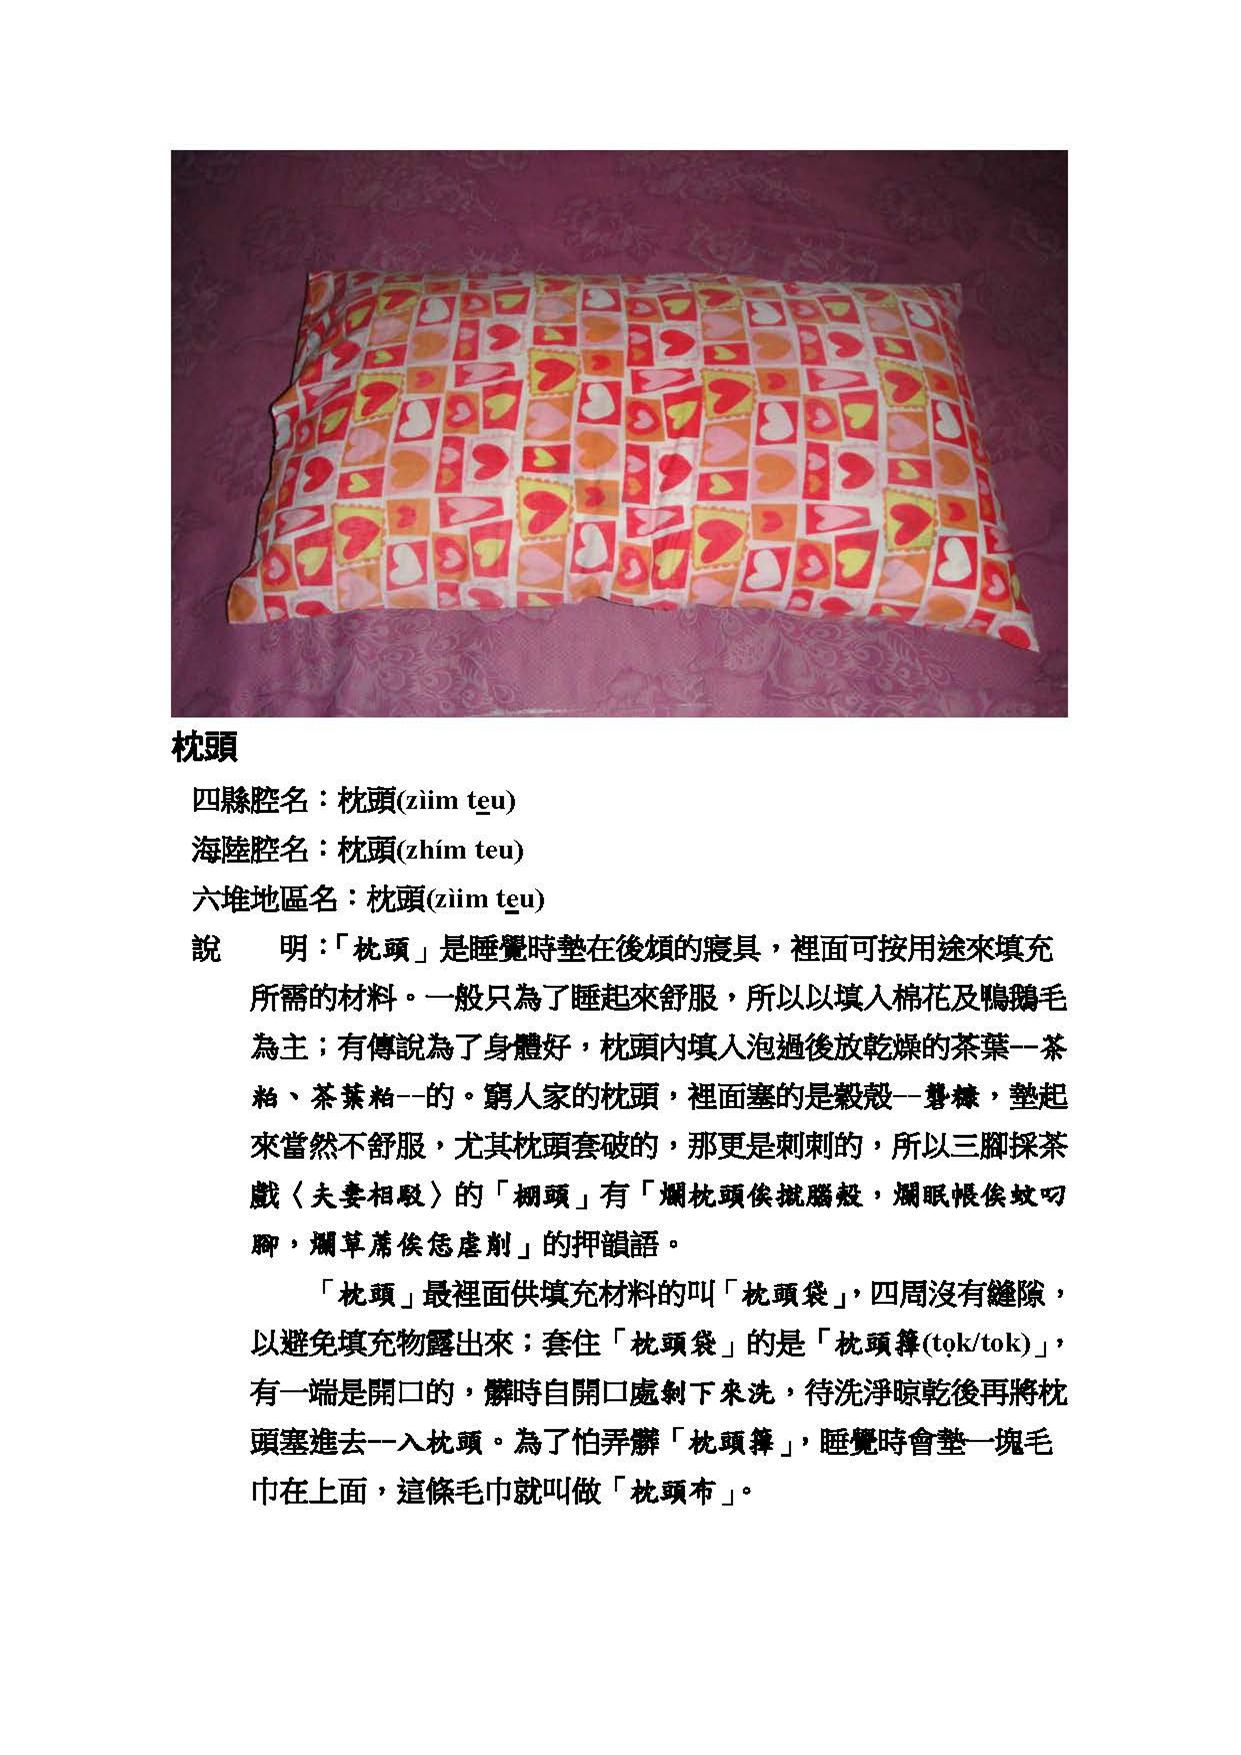 枕頭
四縣腔名：枕頭(zìim teu)
海陸腔名：枕頭(zhím teu)
六堆地區名：枕頭(zìim teu)
說　　明：「枕頭」是睡覺時墊在後煩的寢具，裡面可按用途來填充
所需的材料。一般只為了睡起來舒服，所以以填入棉花及鴨鵝毛
為主；有傳說為了身體好，枕頭內填入泡過後放乾燥的茶葉--茶
粕、茶葉粕--的。窮人家的枕頭，裡面塞的是穀殼--礱糠，墊起
來當然不舒服，尤其枕頭套破的，那更是刺刺的，所以三腳採茶
戲〈夫妻相駁〉的「棚頭」有「爛枕頭俟撠腦殼，爛眠帳俟蚊叼
腳，爛草蓆俟恁虐削」的押韻語。
「枕頭」最裡面供填充材料的叫「枕頭袋」，四周沒有縫隙，
以避免填充物露出來；套住「枕頭袋」的是「枕頭籜(tọk/tok)」，
有一端是開口的，髒時自開口處剝下來洗，待洗淨晾乾後再將枕
頭塞進去--入枕頭。為了怕弄髒「枕頭籜」，睡覺時會墊一塊毛
巾在上面，這條毛巾就叫做「枕頭布」。